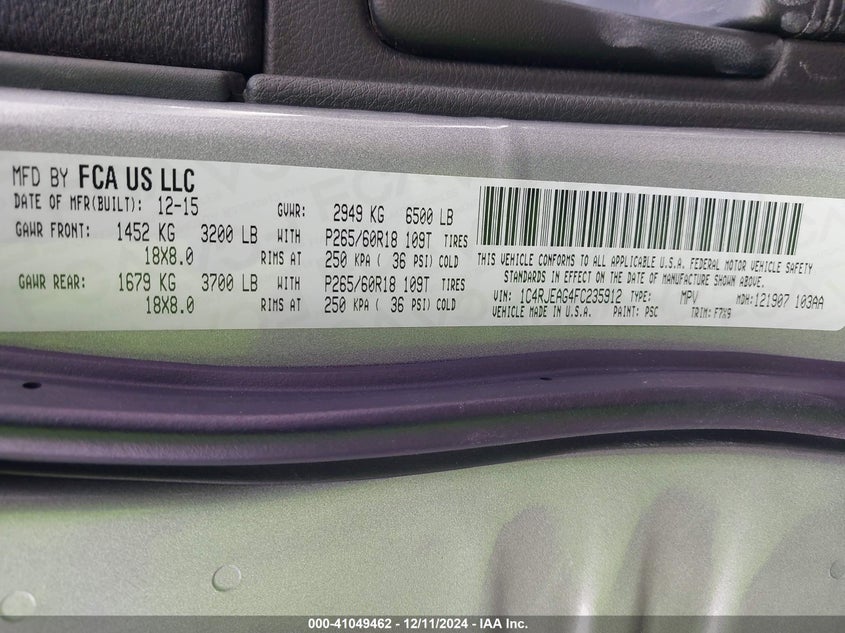 MFD BY FCA US LLC
DATE OF MFR(BUILT): 12-15 GVWR: 2949 KG 6500 LB
GAWR FRONT: 1452 KG 3200 LB WITH P265/60R18 109T TIRES
18X8.0 RIMS AT 250 KPA ( 36 PSI) COLD
GAWR REAR: 1679 KG 3700 LB WITH P265/60R18 109T TIRES
18X8.0 RIMS AT 250 KPA ( 36 PSI) COLD
THIS VEHICLE CONFORMS TO ALL APPLICABLE U.S.A. FEDERAL MOTOR VEHICLE SAFETY
STANDARDS IN EFFECT ON THE DATE OF MANUFACTURE SHOWN ABOVE.
VIN: 1C4RJEAG4FC235912 TYPE: MPV MDH: 121907 103AA
VEHICLE MADE IN U.S.A. PAINT: PSC TRIM:
000-41049462 - 12/11/2024 - IAA Inc.